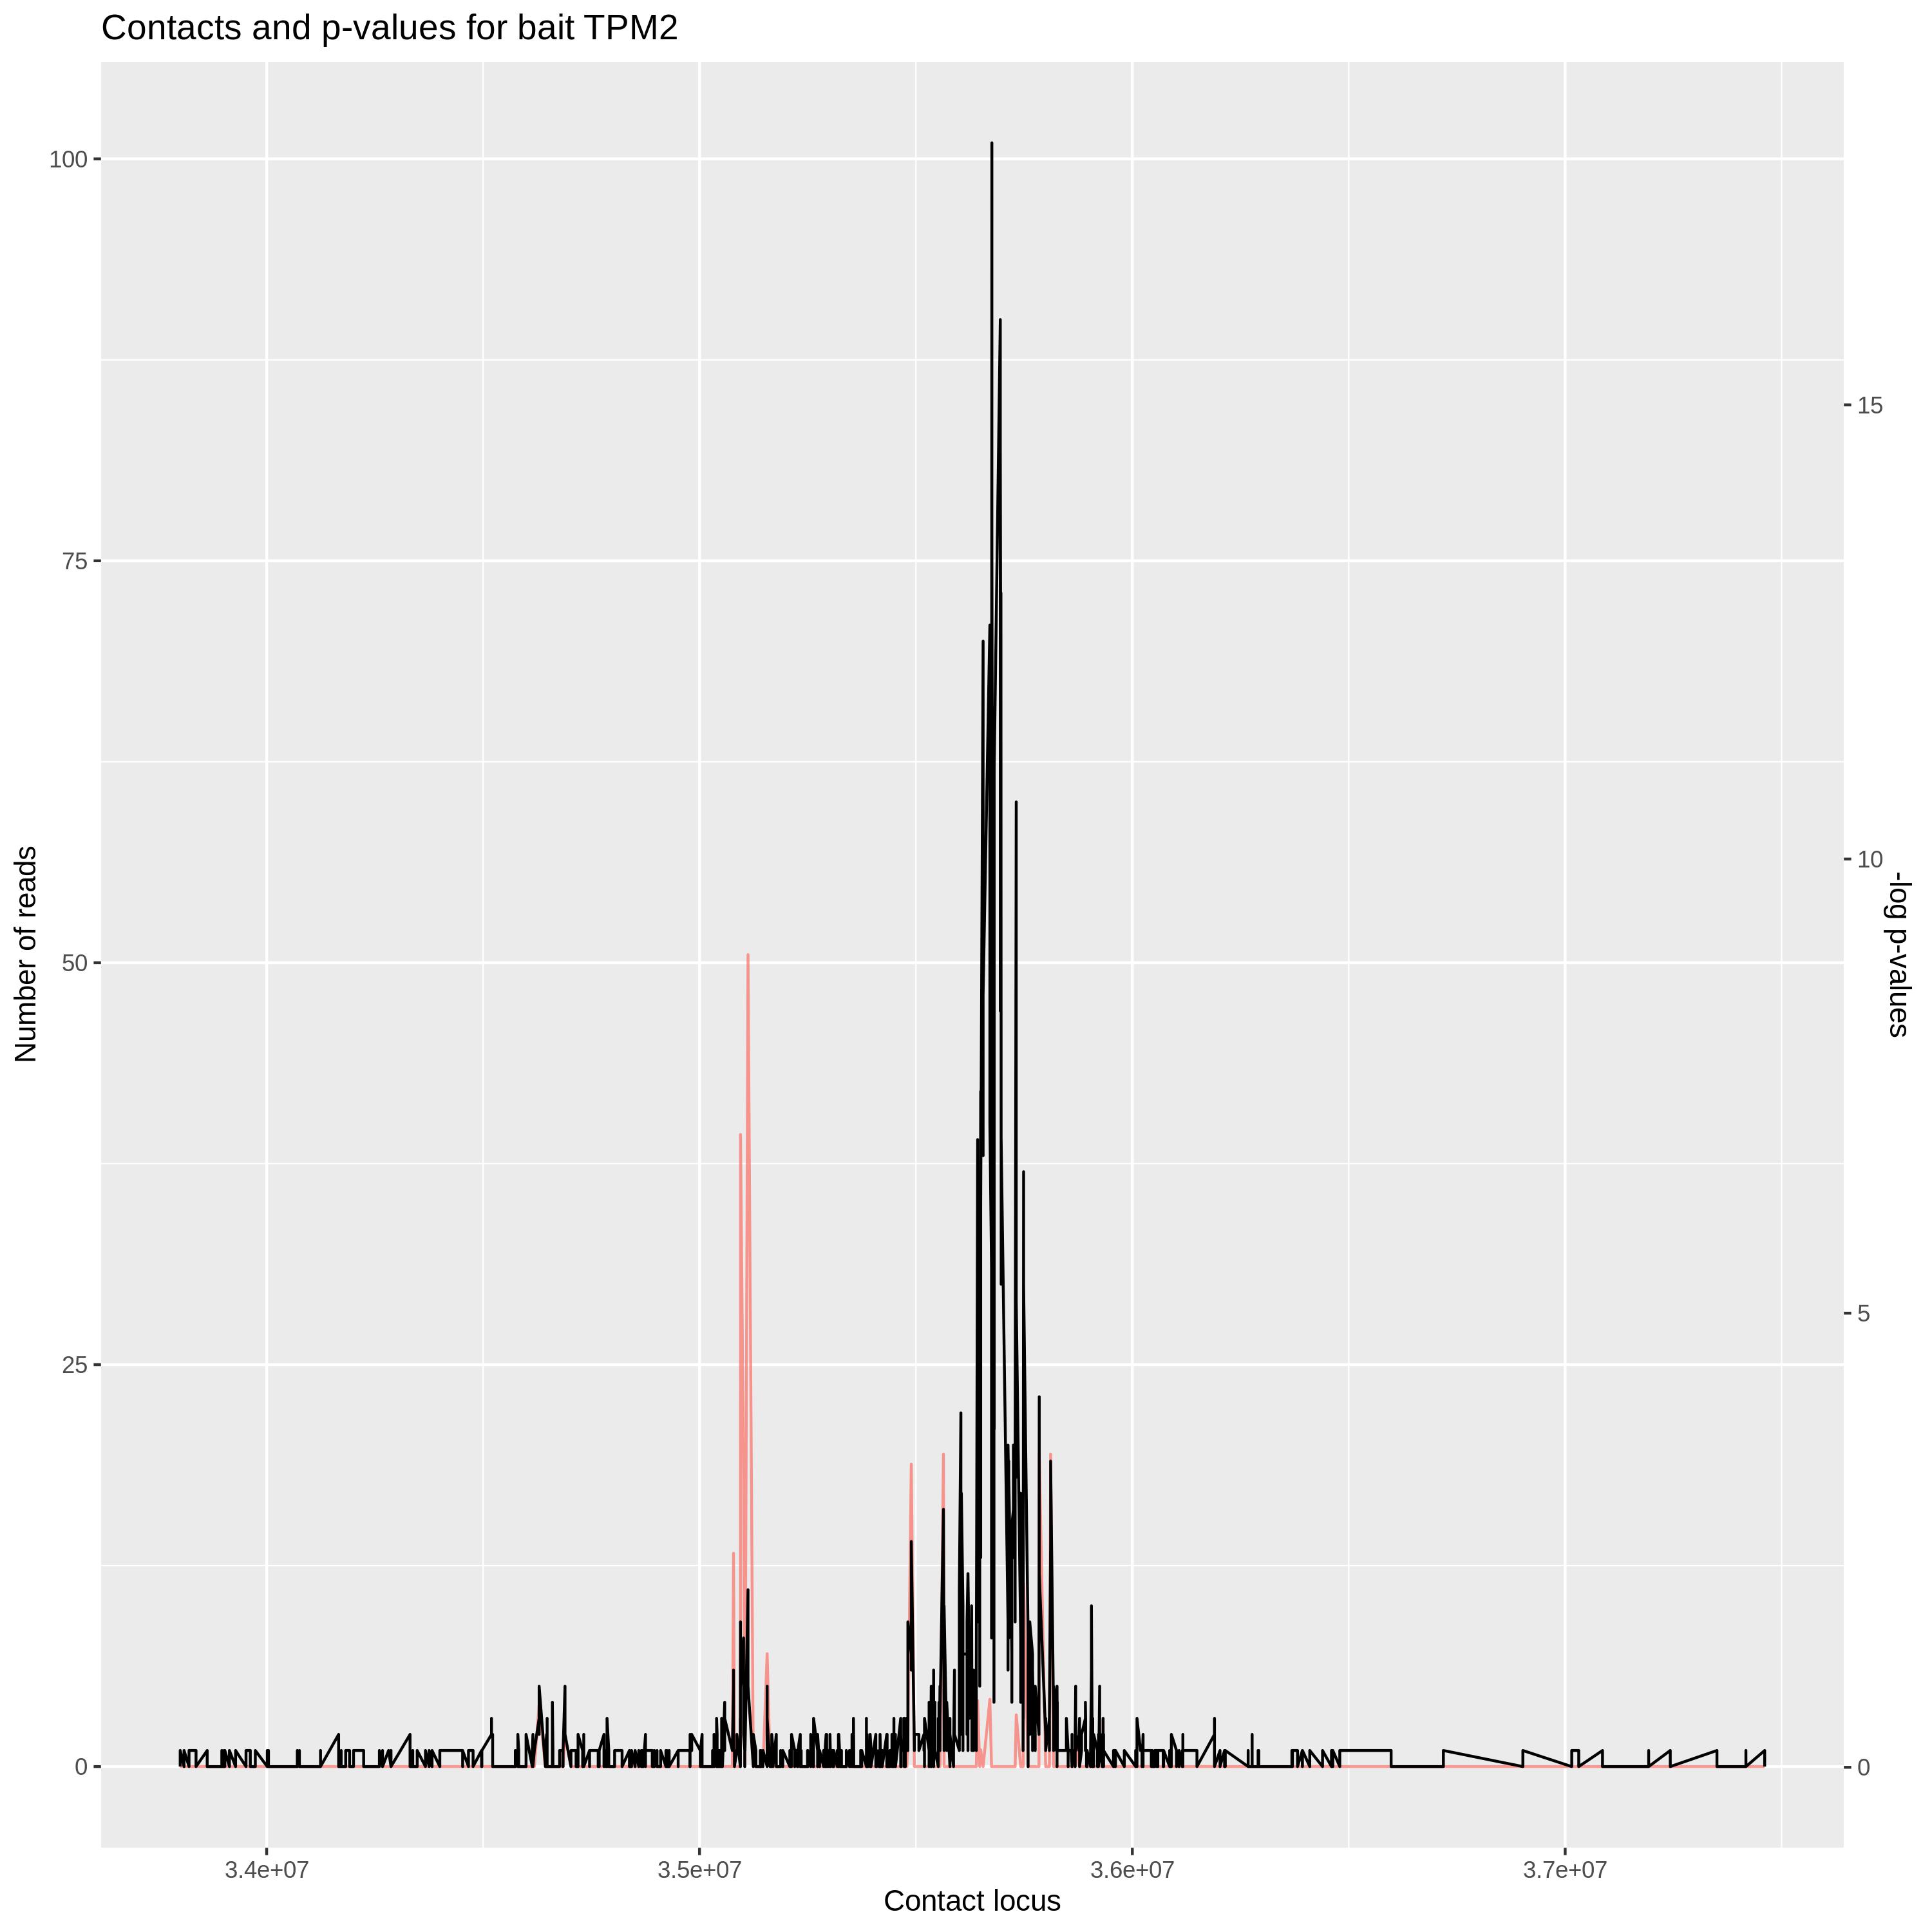 Contacts and p-values for bait TPM2
100
75
50
25
0
Number of reads
15
10
5
0
-log p-values
3.4e+07
3.5e+07
3.6e+07
3.7e+07
Contact locus